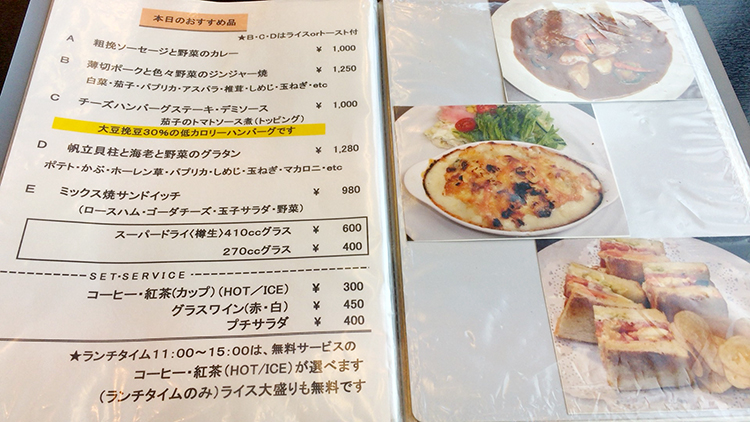 本日のおすすめ品
★B・C・DはライスorトーストB付
A 粗挽ソーセージと野菜のカレー ¥ 1,000
B 薄切ポークと色々野菜のジンジャー焼 ¥ 1,250
白菜・茄子・パプリカ・アスパラ・椎茸・しめじ・玉ねぎ・etc
C チーズハンバーグステーキ・デミソース ¥ 1,000
茄子のトマトソース煮(トッピング)
大豆挽豆30%の低カロリーハンバーグです
D 帆立貝柱と海老と野菜のグラタン ¥ 1,280
ポテト・かぶ・ホーレン草・パプリカ・しめじ・玉ねぎ・マカロニ・etc
E ミックス焼サンドイッチ ¥ 980
(ロースハム・ゴーダチーズ・玉子サラダ・野菜)
スーパードライ(樽生)410ccグラス ¥ 600
270ccグラス ¥ 400
SET・SERVICE
コーヒー・紅茶(カップ)(HOT/ICE) ¥ 300
グラスワイン(赤・白) ¥ 450
プチサラダ ¥ 400
★ランチタイム11:00～15:00は、無料サービスの
コーヒー・紅茶(HOT/ICE)が選べます
(ランチタイムのみ)ライス大盛りも無料です